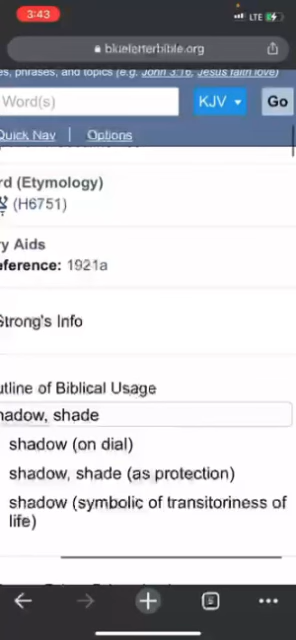 3:43
LTE
blueletterbible.org
es, phrases, and topics (e.g. John 3:16, Jesus faith love)
Word(s)
KJV
Go
Quick Nav | Options
rd (Etymology)
(H6751)
ry Aids
eference: 1921a
Strong's Info
utline of Biblical Usage
hadow, shade
shadow (on dial)
shadow, shade (as protection)
shadow (symbolic of transitoriness of
life)